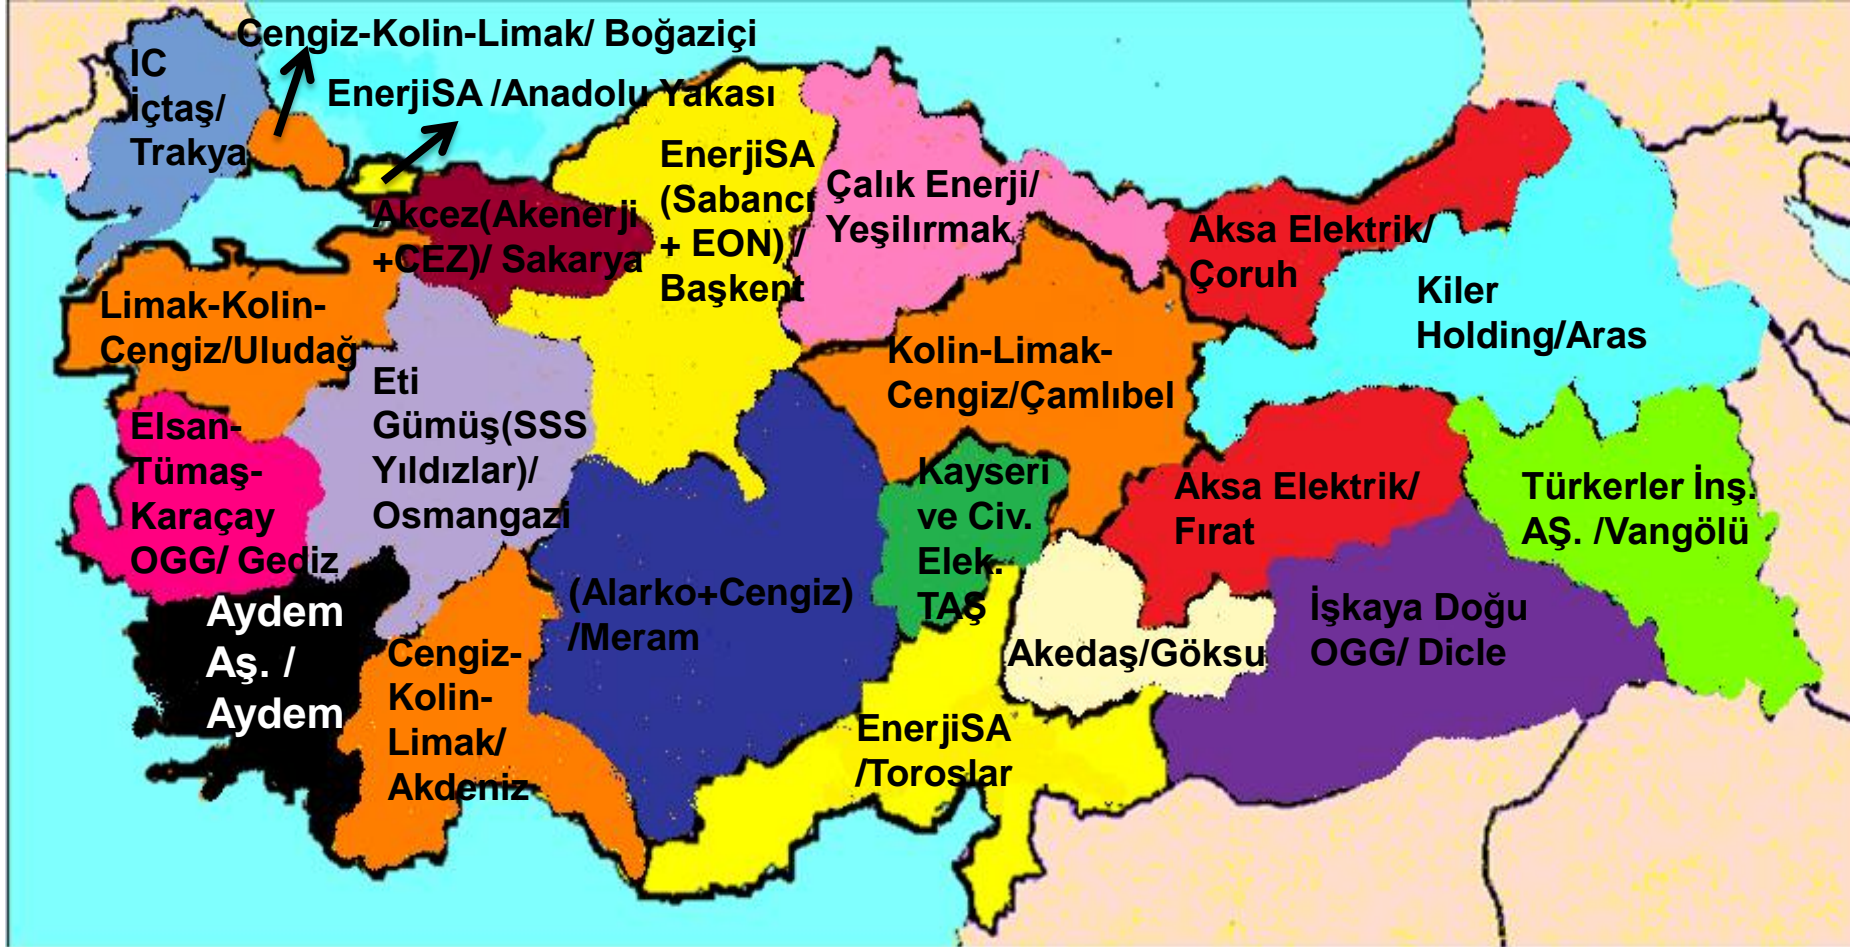 Cengiz-Kolin-Limak/ Boğaziçi
IC
İçtaş/
Trakya
EnerjiSA /Anadolu Yakası
EnerjiSA
(Sabancı
+ EON) /
Başkent
Çalık Enerji/
Yeşilırmak
Akcez(Akenerji
+CEZ)/ Sakarya
Aksa Elektrik/
Çoruh
Kiler
Holding/Aras
Limak-Kolin-
Cengiz/Uludağ
Kolin-Limak-
Cengiz/Çamlıbel
Eti
Gümüş(SSS
Yıldızlar)/
Osmangazi
Elsan-
Tümaş-
Karaçay
OGG/ Gediz
Kayseri
ve Civ.
Elek.
TAŞ
Aksa Elektrik/
Fırat
Türkerler İnş.
AŞ. /Vangölü
Aydem
Aş. /
Aydem
(Alarko+Cengiz)
/Meram
Akedaş/Göksu
İşkaya Doğu
OGG/ Dicle
Cengiz-
Kolin-
Limak/
Akdeniz
EnerjiSA
/Toroslar